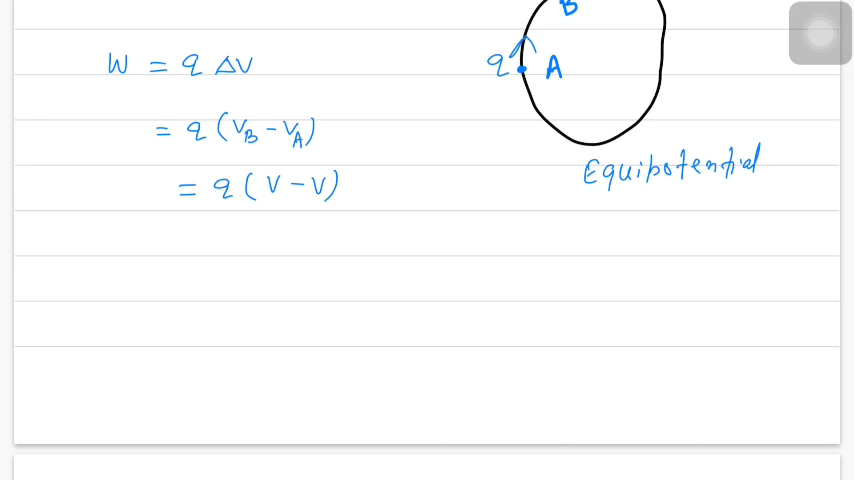 B
W = q ΔV
q A
= q (V_B - V_A)
Equipotential
= q (V - V)